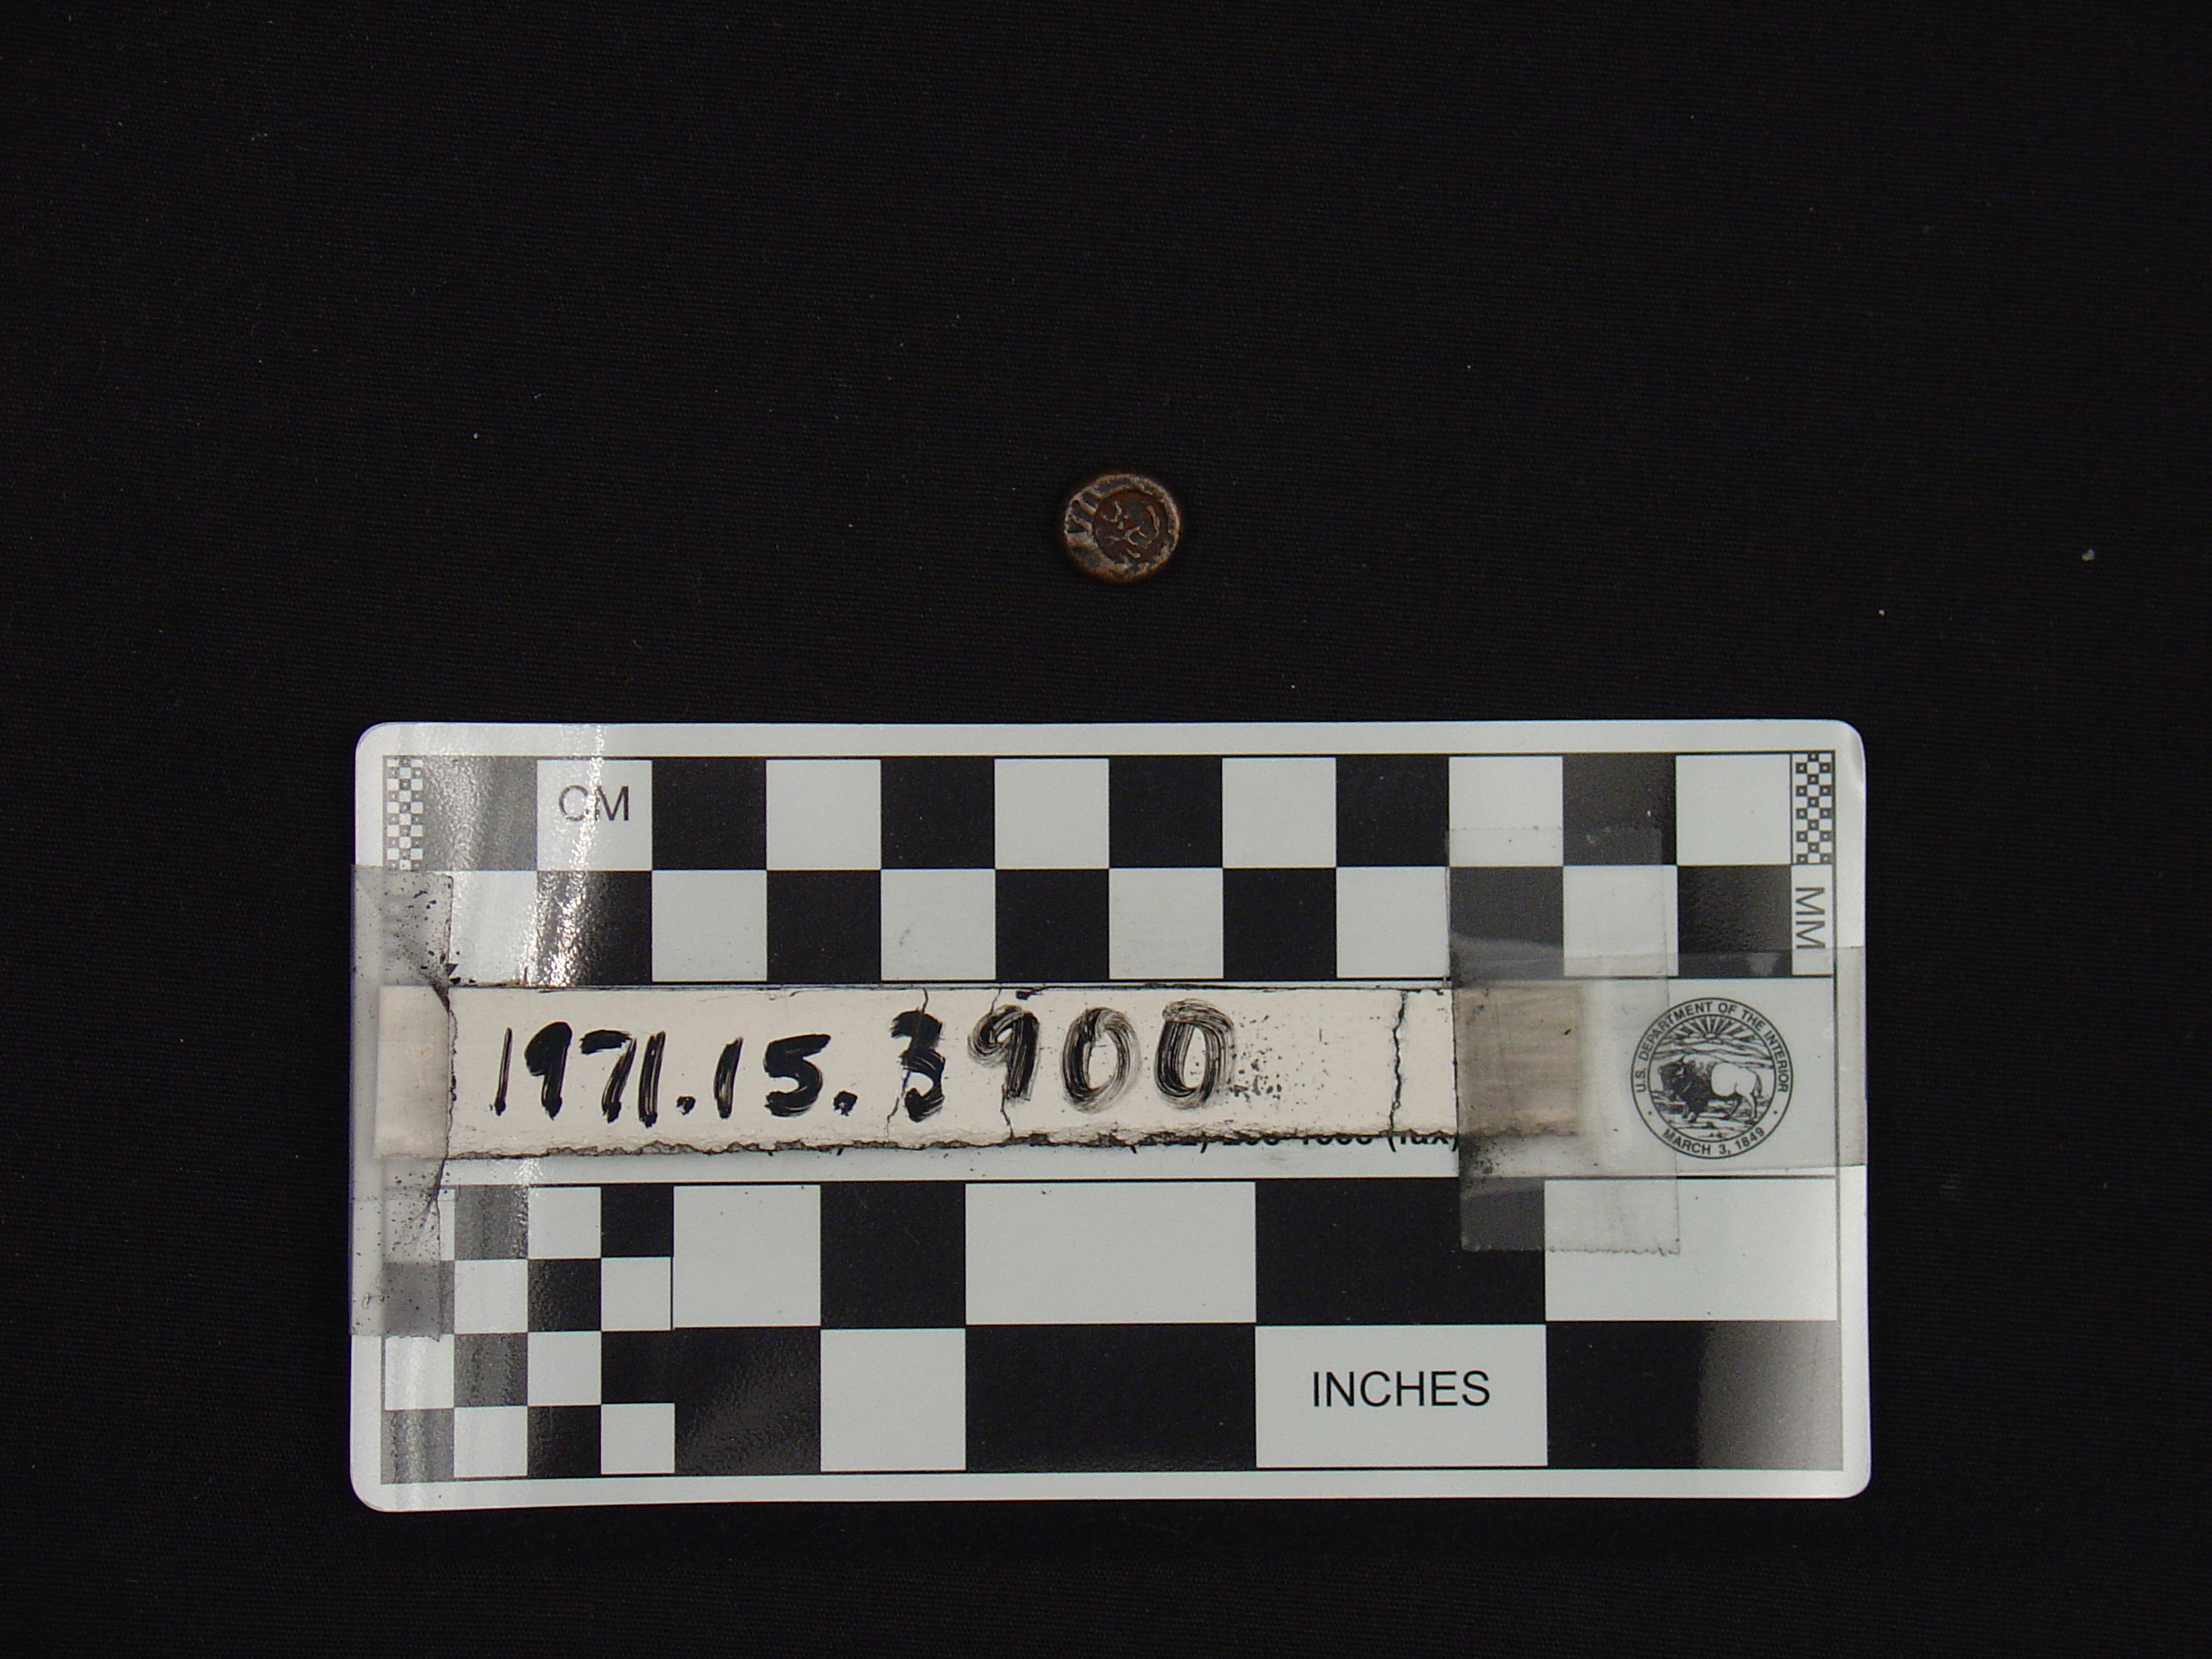 CM
MM
1971.15.3900
U.S. DEPARTMENT OF THE INTERIOR
MARCH 3, 1849
INCHES